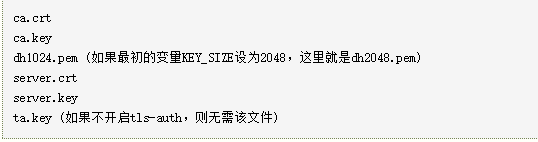 ca.crt
ca.key
dh1024.pem (如果最初的变量KEY_SIZE设为2048，这里就是dh2048.pem)
server.crt
server.key
ta.key (如果不开启tls-auth，则无需该文件)